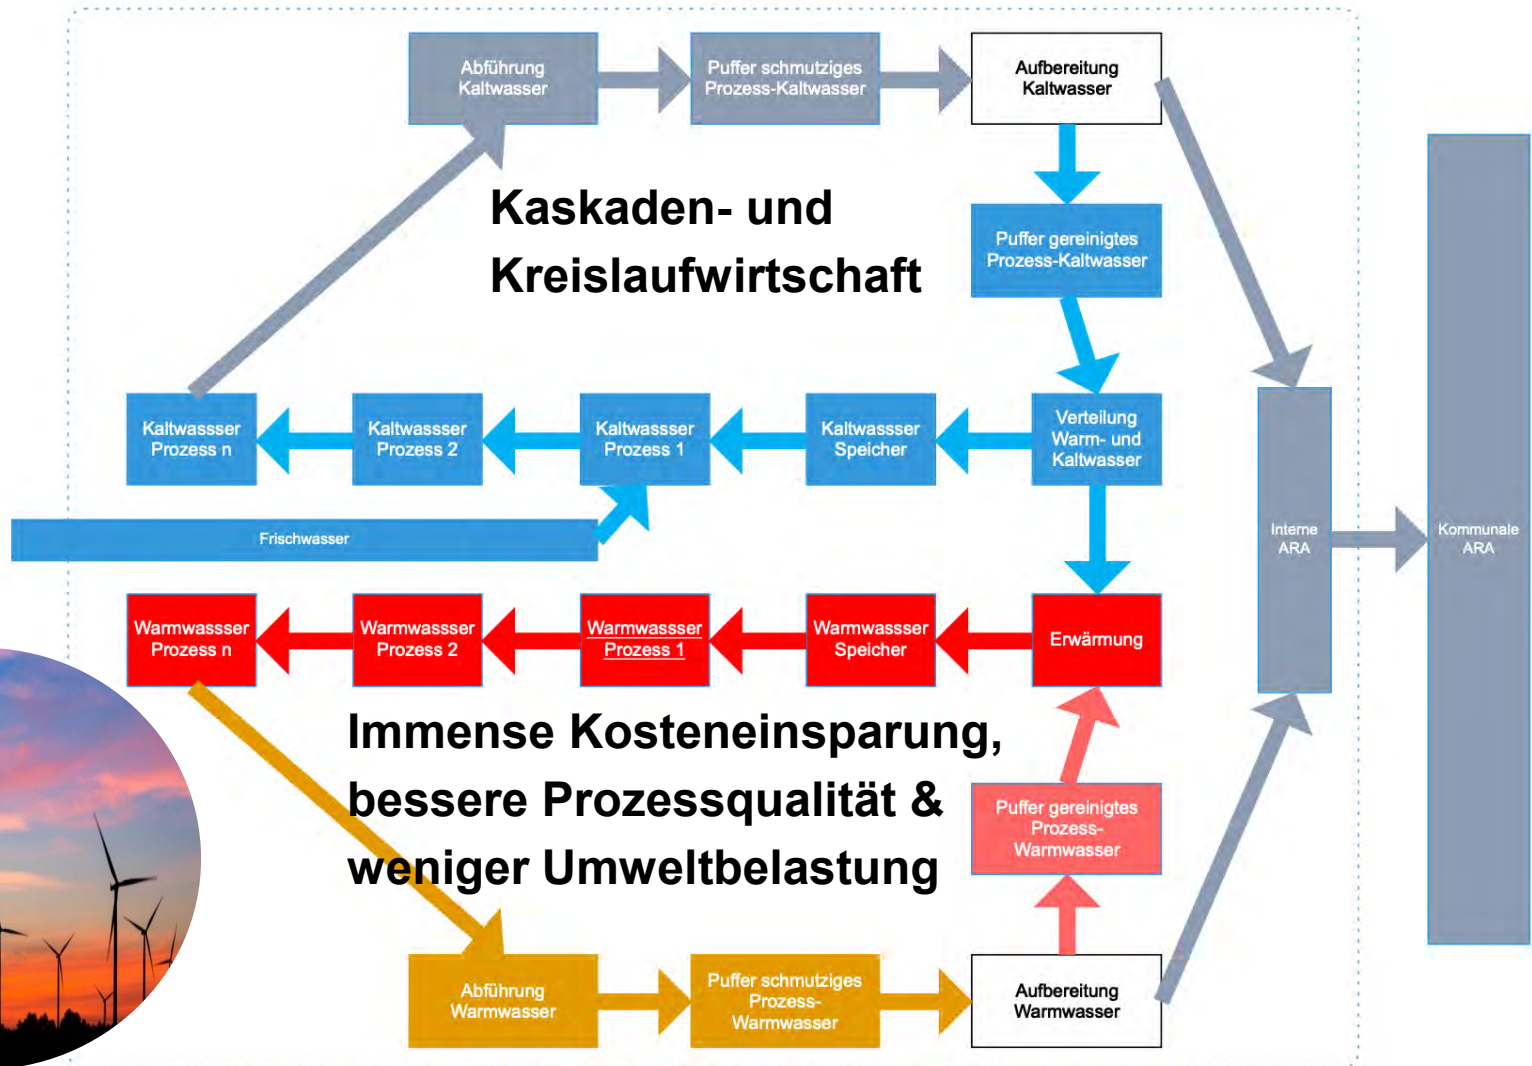 Abführung
Kaltwasser
Puffer schmutziges
Prozess-Kaltwasser
Aufbereitung
Kaltwasser
Kaskaden- und
Kreislaufwirtschaft
Puffer gereinigtes
Prozess-Kaltwasser
Kaltwassser
Prozess n
Kaltwassser
Prozess 2
Kaltwassser
Prozess 1
Kaltwassser
Speicher
Verteilung
Warm- und
Kaltwasser
Frischwasser
Interne
ARA
Kommunale
ARA
Warmwassser
Prozess n
Warmwassser
Prozess 2
Warmwassser
Prozess 1
Warmwassser
Speicher
Erwärmung
Immense Kosteneinsparung,
bessere Prozessqualität &
weniger Umweltbelastung
Puffer gereinigtes
Prozess-
Warmwasser
Abführung
Warmwasser
Puffer schmutziges
Prozess-
Warmwasser
Aufbereitung
Warmwasser